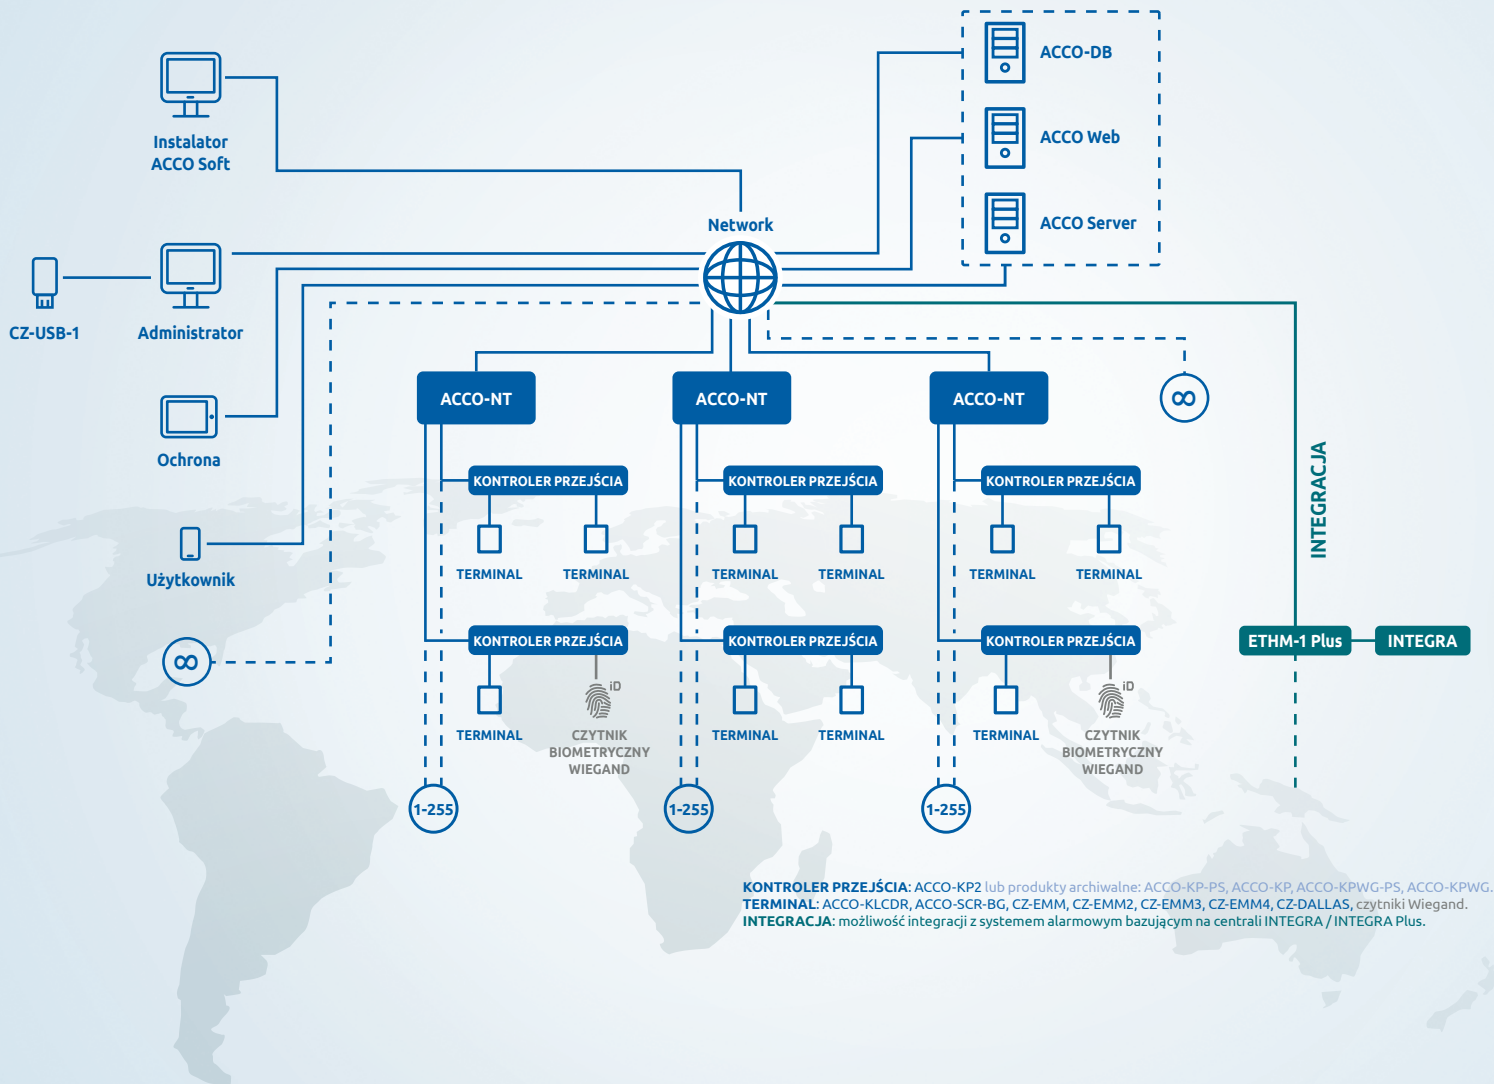 ACCO-DB
ACCO Web
ACCO Server
Instalator
ACCO Soft
Network
CZ-USB-1
Administrator
Ochrona
Użytkownik
∞
∞
ACCO-NT
ACCO-NT
ACCO-NT
KONTROLER PRZEJŚCIA
KONTROLER PRZEJŚCIA
KONTROLER PRZEJŚCIA
TERMINAL
TERMINAL
TERMINAL
TERMINAL
TERMINAL
TERMINAL
KONTROLER PRZEJŚCIA
KONTROLER PRZEJŚCIA
KONTROLER PRZEJŚCIA
iD
iD
TERMINAL
CZYTNIK
BIOMETRYCZNY
WIEGAND
TERMINAL
TERMINAL
TERMINAL
CZYTNIK
BIOMETRYCZNY
WIEGAND
1-255
1-255
1-255
INTEGRACJA
ETHM-1 Plus
INTEGRA
KONTROLER PRZEJŚCIA: ACCO-KP2 lub produkty archiwalne: ACCO-KP-PS, ACCO-KP, ACCO-KPWG-PS, ACCO-KPWG.
TERMINAL: ACCO-KLCDR, ACCO-SCR-BG, CZ-EMM, CZ-EMM2, CZ-EMM3, CZ-EMM4, CZ-DALLAS, czytniki Wiegand.
INTEGRACJA: możliwość integracji z systemem alarmowym bazującym na centrali INTEGRA / INTEGRA Plus.